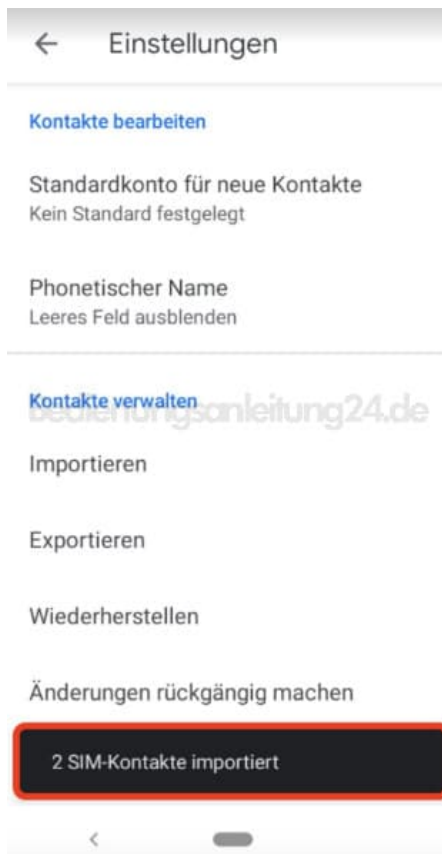 Einstellungen
Kontakte bearbeiten
Standardkonto für neue Kontakte
Kein Standard festgelegt
Phonetischer Name
Leeres Feld ausblenden
Kontakte verwalten
bedienungsanleitung24.de
Importieren
Exportieren
Wiederherstellen
Änderungen rückgängig machen
2 SIM-Kontakte importiert